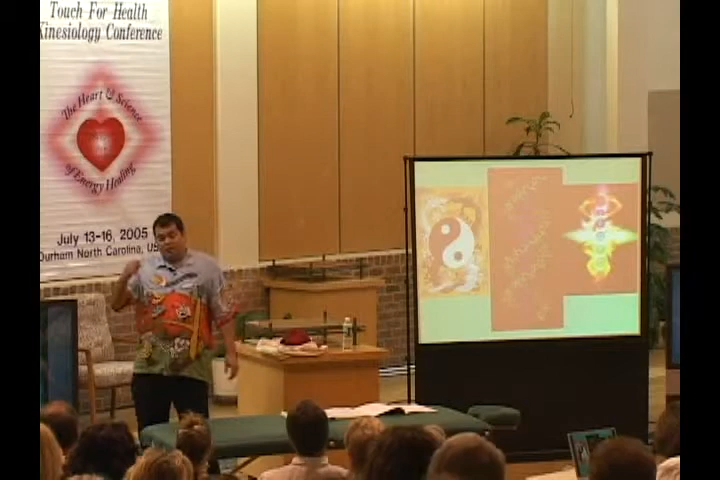 Touch For Health
Kinesiology Conference
The Heart & Science
of Energy Healing
July 13-16, 2005
Durham North Carolina, US